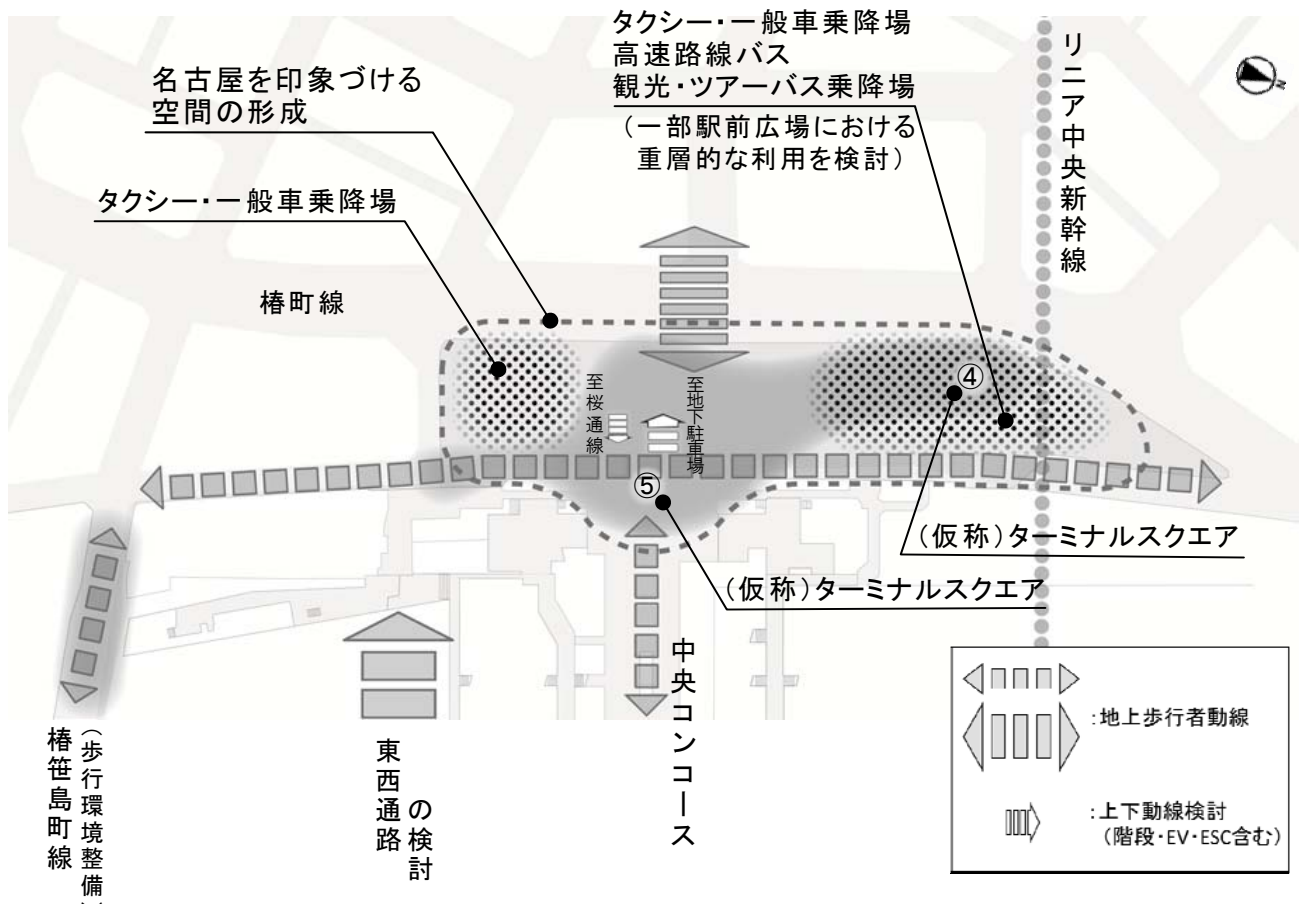 タクシー・一般車乗降場
高速路線バス
観光・ツアーバス乗降場
(一部駅前広場における
重層的な利用を検討)
名古屋を印象づける
空間の形成
タクシー・一般車乗降場
リニア中央新幹線
N
椿町線
至桜通線
至地下駐車場
④
⑤
(仮称)ターミナルスクエア
(仮称)ターミナルスクエア
中央コンコース
東西通路
の検討
椿笹島町線
(歩行環境整備
:地上歩行者動線
:上下動線検討
(階段・EV・ESC含む)